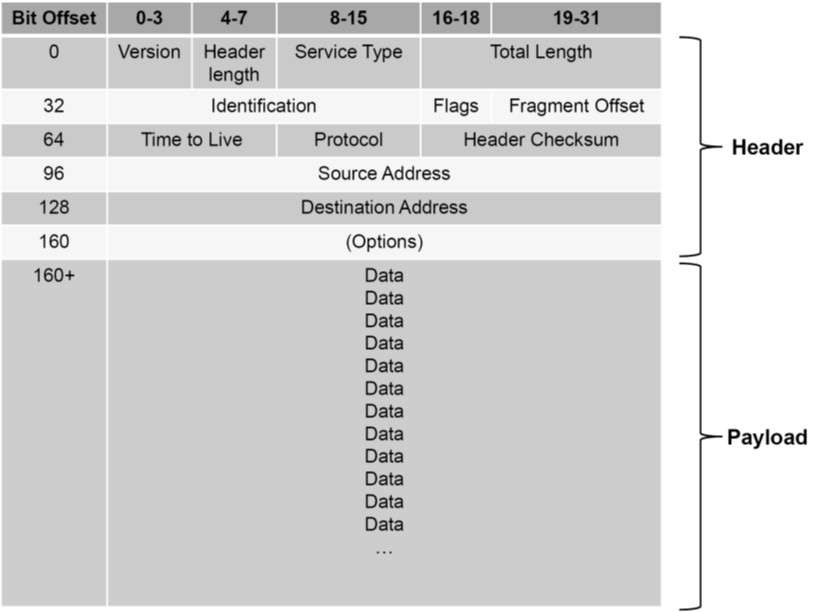 Bit Offset 0-3 4-7 8-15 16-18 19-31
0 Version Header length Service Type Total Length
32 Identification Flags Fragment Offset
64 Time to Live Protocol Header Checksum
96 Source Address
128 Destination Address
160 (Options)
Header
160+ Data
Data
Data
Data
Data
Data
Data
Data
Data
Data
Data
Data
...
Payload